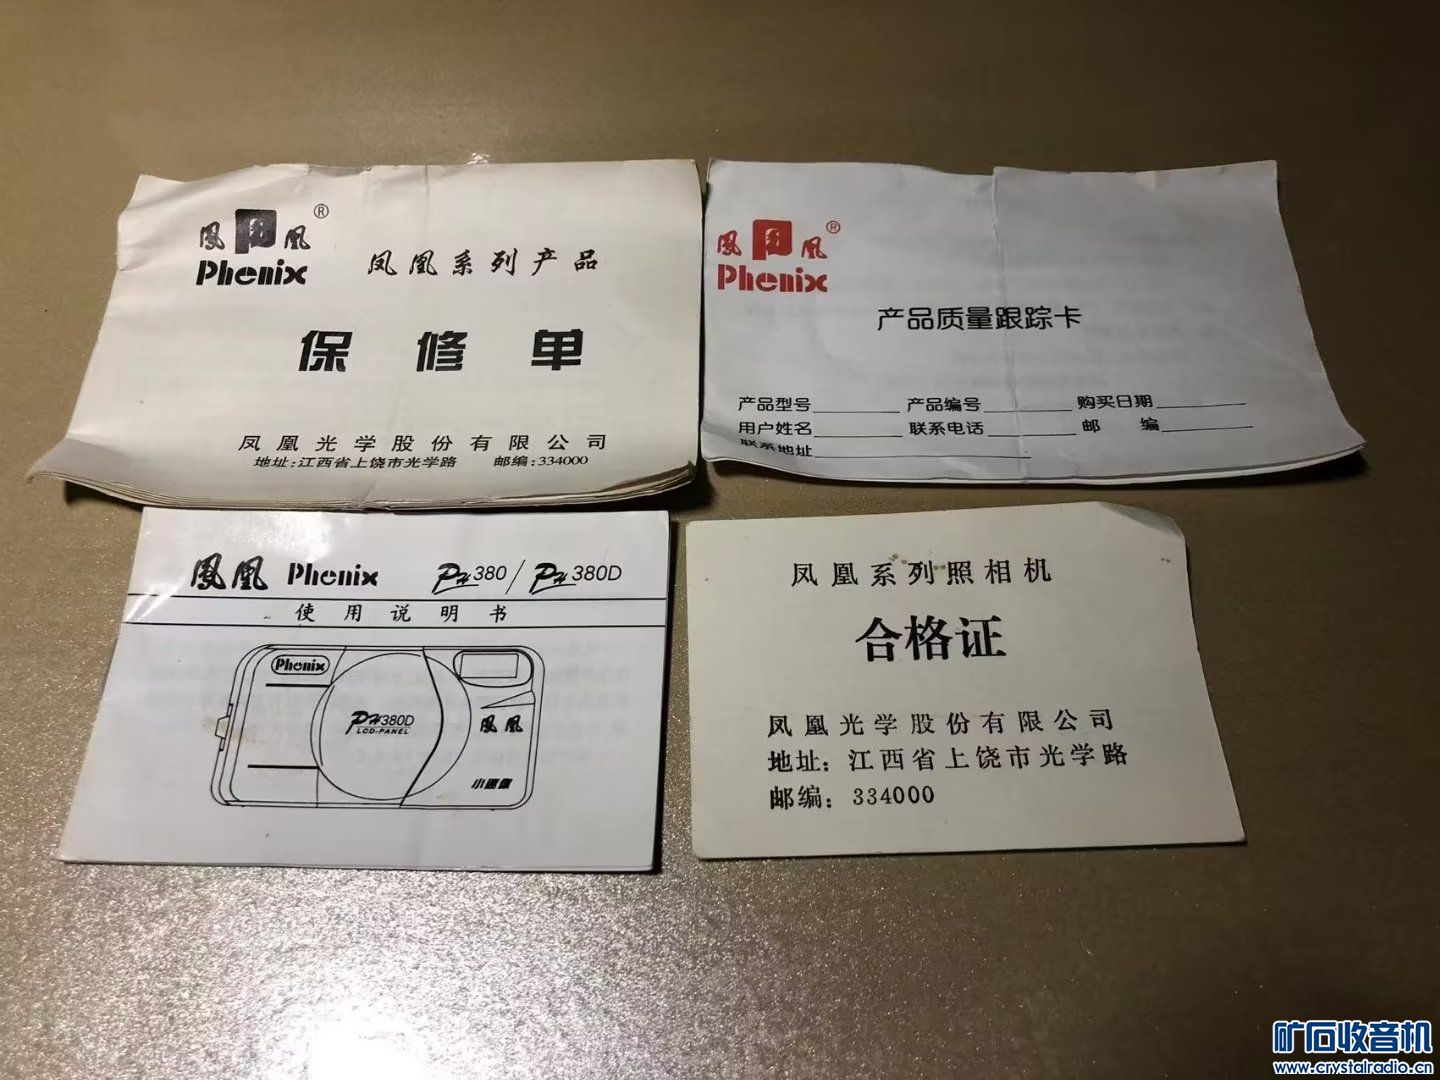 凤 凰 ®
Phenix
凤凰系列产品
保修单
凤凰光学股份有限公司
地址:江西省上饶市光学路 邮编:334000
凤 凰 ®
Phenix
产品质量跟踪卡
产品型号 产品编号 购买日期
用户姓名 联系电话 邮 编
联系地址
凤凰 Phenix PH380/PH380D
使用说明书
Phenix
PH380D
LCD-PANEL
凤凰
凤凰系列照相机
合格证
凤凰光学股份有限公司
地址:江西省上饶市光学路
邮编:334000
矿石收音机
www.crystalradio.cn